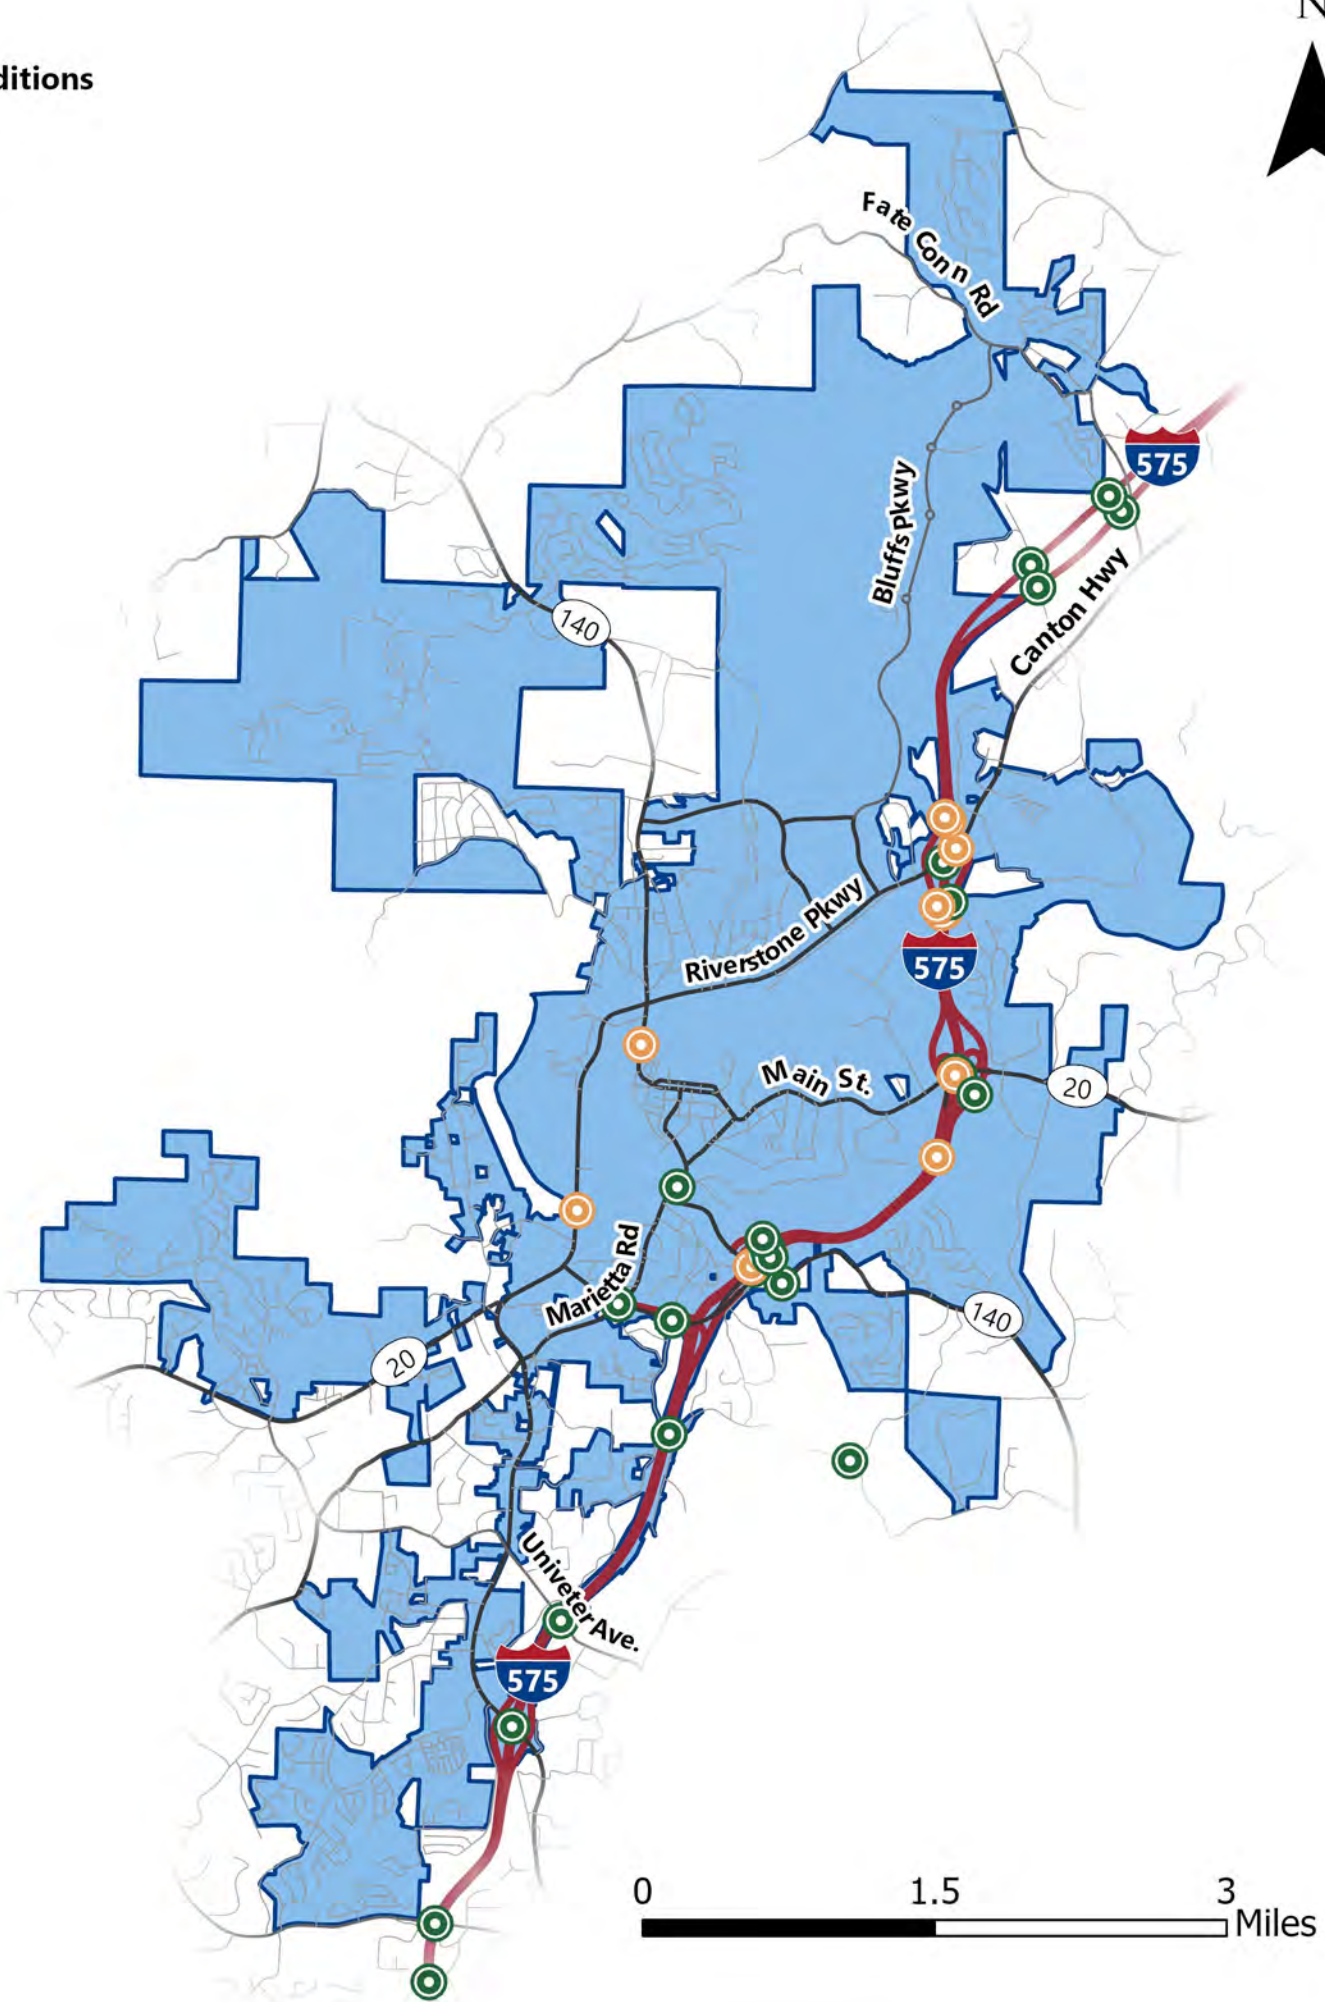 N
ditions
Fate Conn Rd
575
Bluffs Pkwy
Canton Hwy
140
Riverstone Pkwy
575
Main St.
20
Marietta Rd
140
20
Univeter Ave.
575
0 1.5 3
Miles